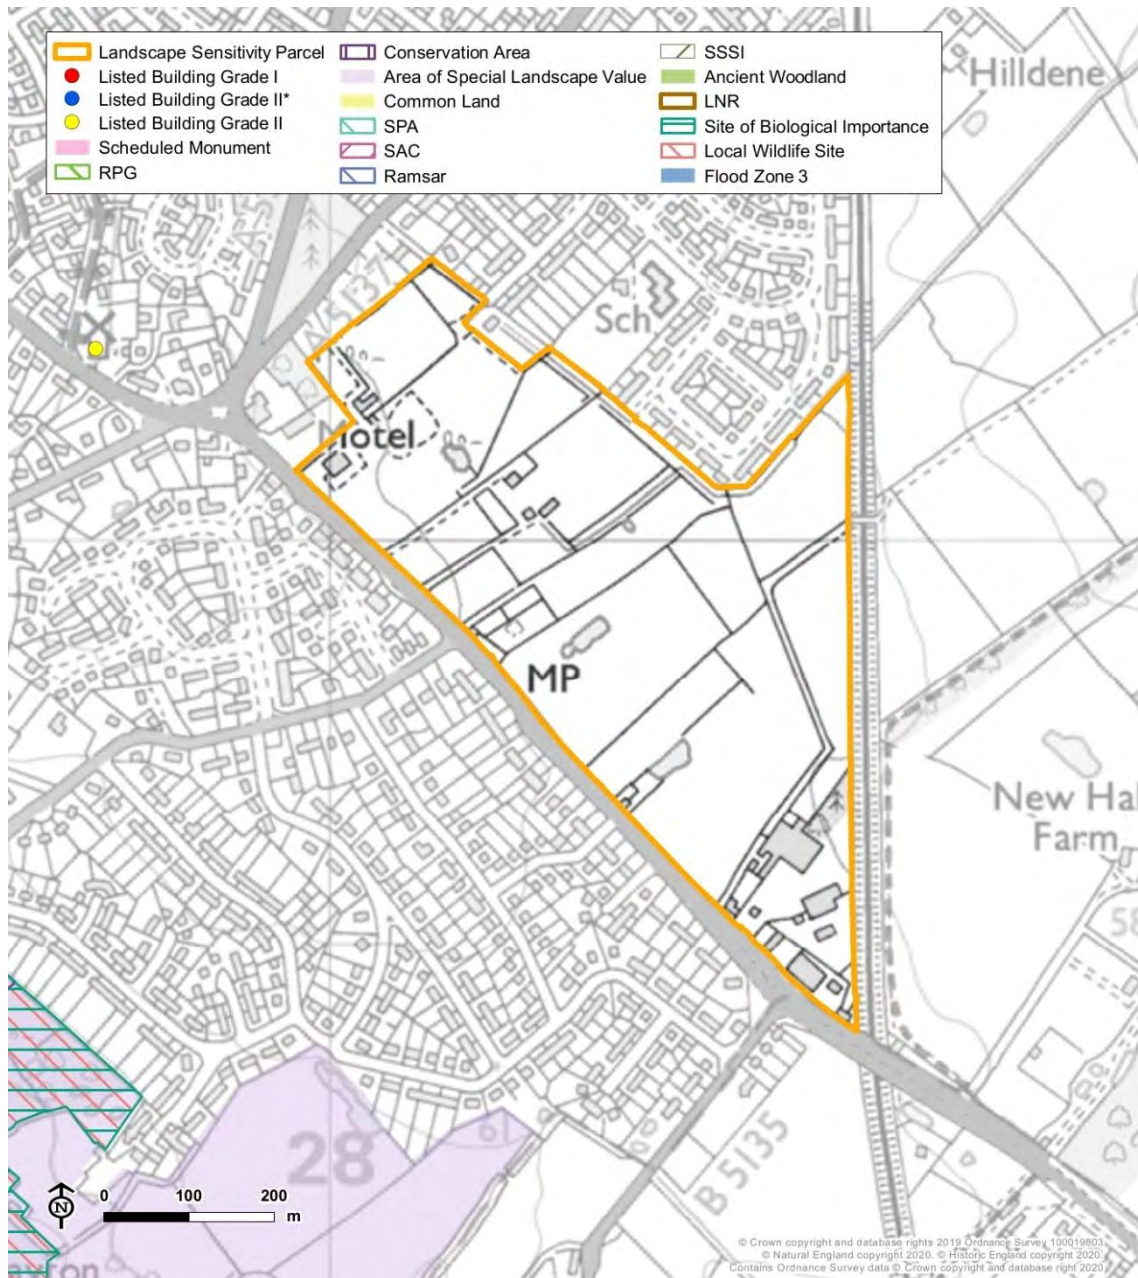 Landscape Sensitivity Parcel
Listed Building Grade I
Listed Building Grade II*
Listed Building Grade II
Scheduled Monument
RPG
Conservation Area
Area of Special Landscape Value
Common Land
SPA
SAC
Ramsar
SSSI
Ancient Woodland
LNR
Site of Biological Importance
Local Wildlife Site
Flood Zone 3
Hilldene
Sch
Motel
MP
New Hal
Farm
58
B 5135
28
N
0 100 200
m
© Crown copyright and database rights 2019 Ordnance Survey 100019803
© Natural England copyright 2020. © Historic England copyright 2020.
Contains Ordnance Survey data © Crown copyright and database right 2020